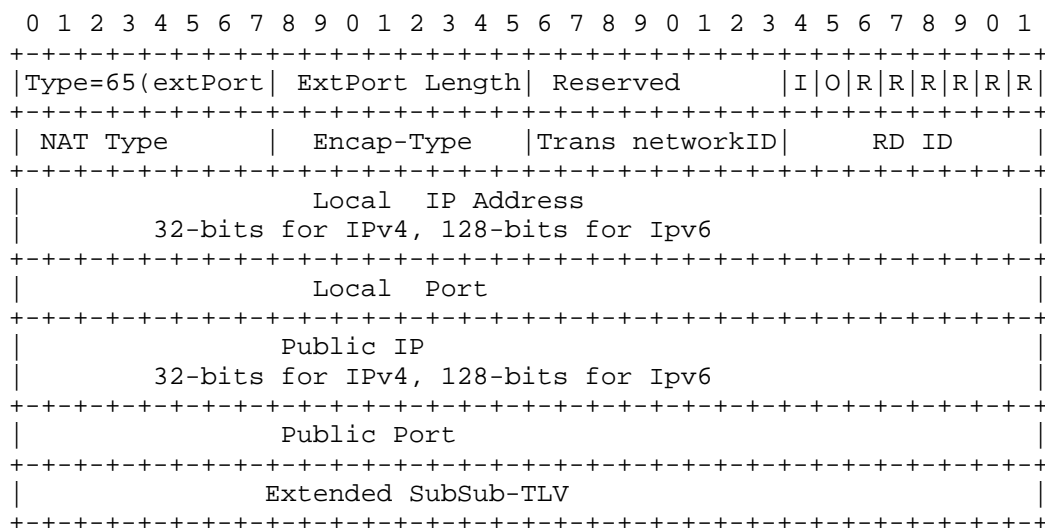 0 1 2 3 4 5 6 7 8 9 0 1 2 3 4 5 6 7 8 9 0 1 2 3 4 5 6 7 8 9 0 1
+-+-+-+-+-+-+-+-+-+-+-+-+-+-+-+-+-+-+-+-+-+-+-+-+-+-+-+-+-+-+-+-+
|Type=65(extPort| ExtPort Length| Reserved      |I|O|R|R|R|R|R|R|
+-+-+-+-+-+-+-+-+-+-+-+-+-+-+-+-+-+-+-+-+-+-+-+-+-+-+-+-+-+-+-+-+
| NAT Type      |  Encap-Type   |Trans networkID|     RD ID     |
+-+-+-+-+-+-+-+-+-+-+-+-+-+-+-+-+-+-+-+-+-+-+-+-+-+-+-+-+-+-+-+-+
|                  Local  IP Address                            |
|        32-bits for IPv4, 128-bits for Ipv6                    |
+-+-+-+-+-+-+-+-+-+-+-+-+-+-+-+-+-+-+-+-+-+-+-+-+-+-+-+-+-+-+-+-+
|                  Local  Port                                  |
+-+-+-+-+-+-+-+-+-+-+-+-+-+-+-+-+-+-+-+-+-+-+-+-+-+-+-+-+-+-+-+-+
|                Public IP                                      |
|        32-bits for IPv4, 128-bits for Ipv6                    |
+-+-+-+-+-+-+-+-+-+-+-+-+-+-+-+-+-+-+-+-+-+-+-+-+-+-+-+-+-+-+-+-+
|                Public Port                                    |
+-+-+-+-+-+-+-+-+-+-+-+-+-+-+-+-+-+-+-+-+-+-+-+-+-+-+-+-+-+-+-+-+
|               Extended SubSub-TLV                             |
+-+-+-+-+-+-+-+-+-+-+-+-+-+-+-+-+-+-+-+-+-+-+-+-+-+-+-+-+-+-+-+-+